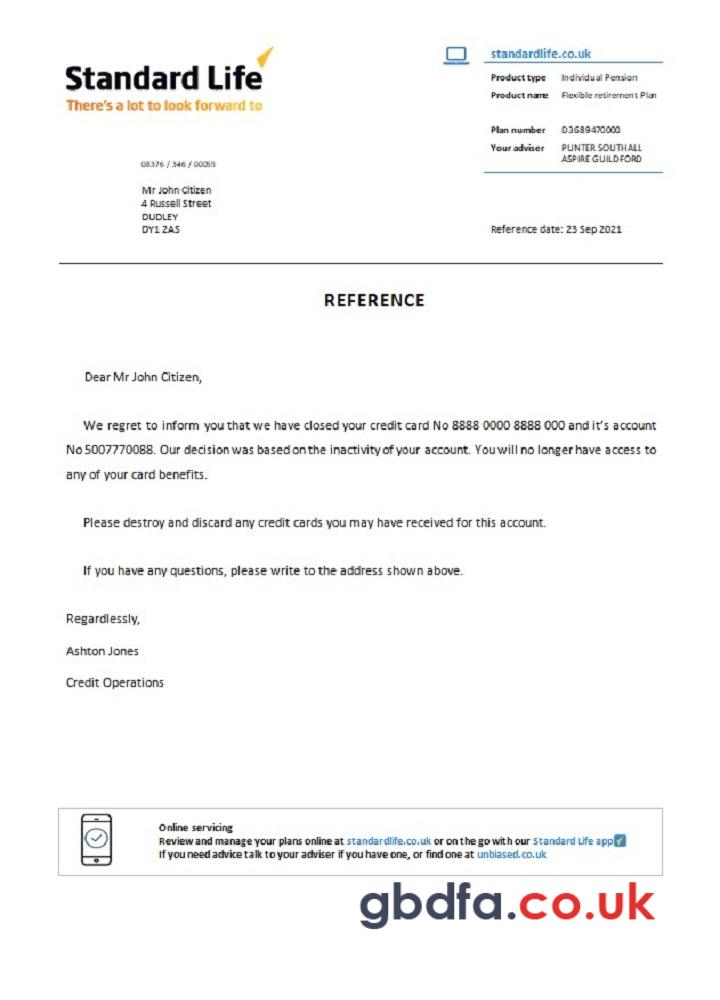 Standard Life
There's a lot to look forward to
standardlife.co.uk
Product type Individual Pension
Product name Flexible retirement Plan
Plan number 03689470000
Your adviser PUNTER SOUTHALL
ASPIRE GUILDFORD
08376 / 346 / 00059
Mr John Citizen
4 Russell Street
DUDLEY
DY1 2AS
Reference date: 23 Sep 2021
REFERENCE
Dear Mr John Citizen,
We regret to inform you that we have closed your credit card No 8888 0000 8888 000 and it's account
No 5007770088. Our decision was based on the inactivity of your account. You will no longer have access to
any of your card benefits.
Please destroy and discard any credit cards you may have received for this account.
If you have any questions, please write to the address shown above.
Regardlessly,
Ashton Jones
Credit Operations
Online servicing
Review and manage your plans online at standardlife.co.uk or on the go with our Standard Life app
If you need advice talk to your adviser if you have one, or find one at unbiased.co.uk
gbdfa.co.uk